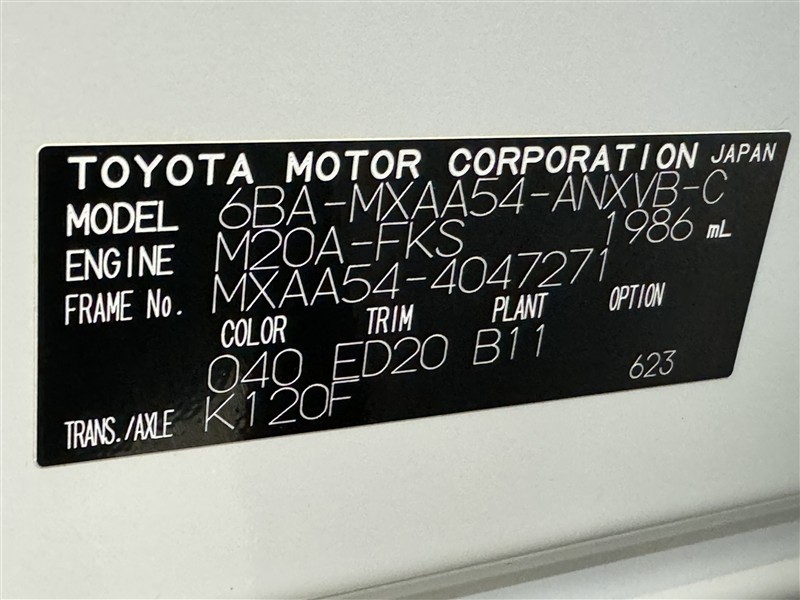 TOYOTA MOTOR CORPORATION JAPAN
MODEL 6BA-MXAA54-ANXVB-C
ENGINE M20A-FKS 1986 mL
FRAME No. MXAA54-4047271
COLOR TRIM PLANT OPTION
040 ED20 B11 623
TRANS./AXLE K120F